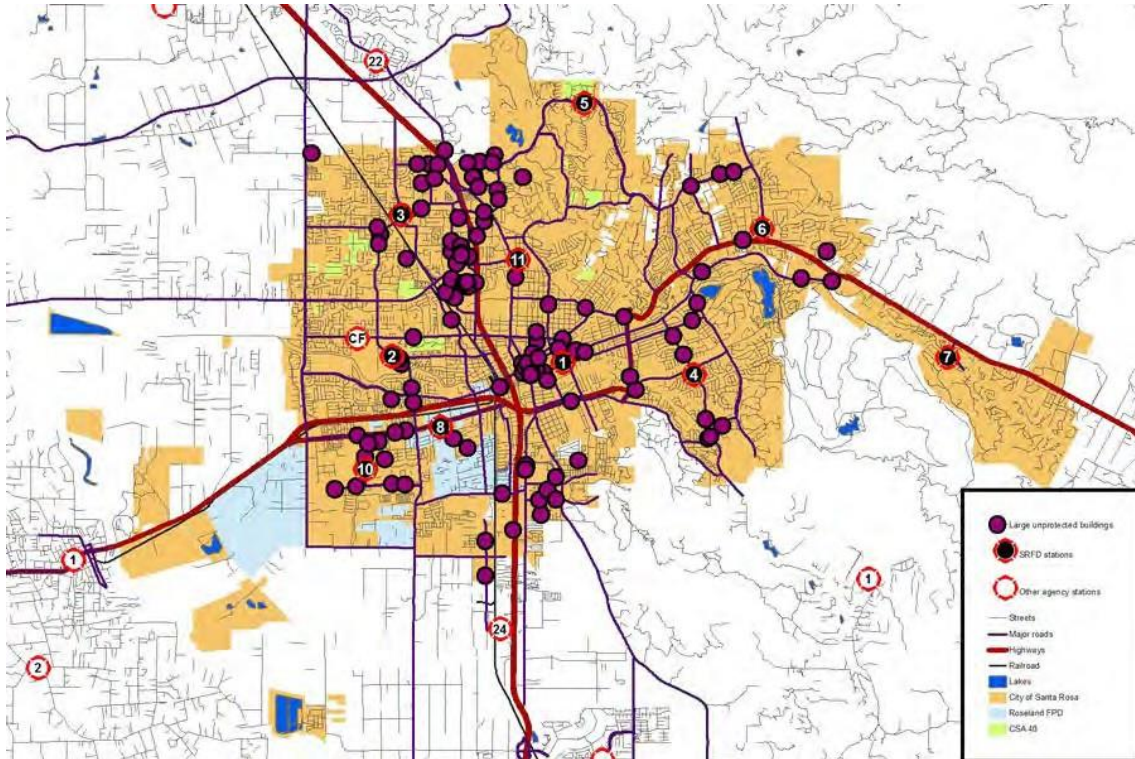 22
5
3
6
11
CF
2
1
7
4
8
10
1
1
24
2
Large unprotected buildings
SRFD stations
Other agency stations
Streets
Major roads
Highways
Railroad
Lakes
City of Santa Rosa
Roseland FPD
CSA 40